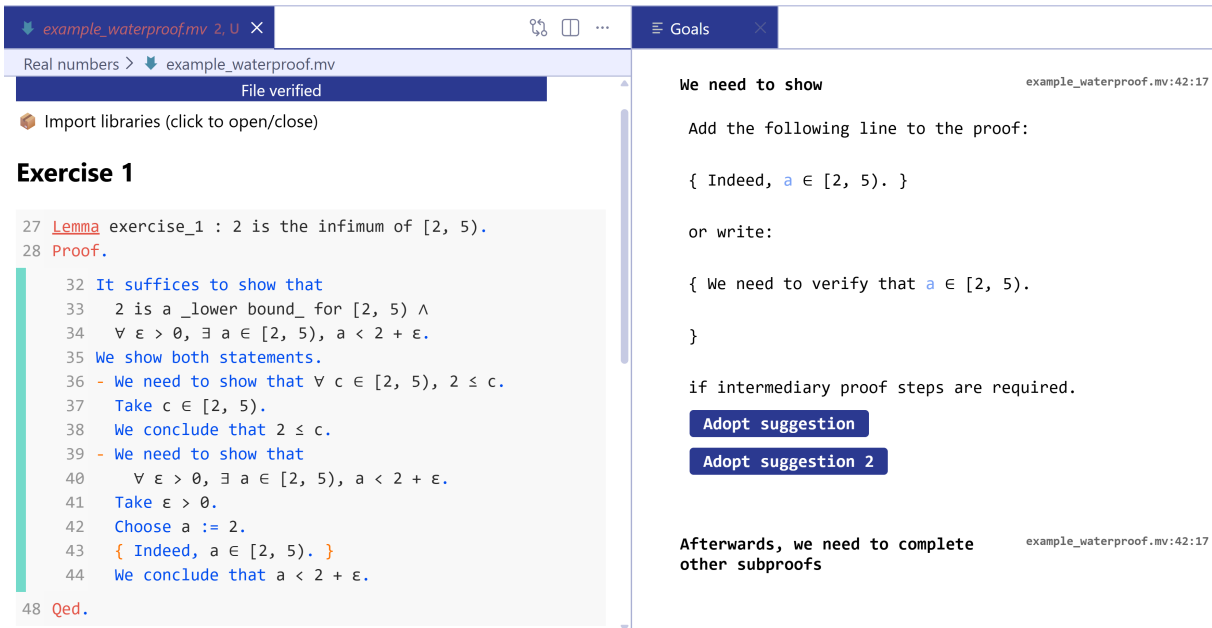 example_waterproof.mv 2, U
Goals
Real numbers > example_waterproof.mv
File verified
Import libraries (click to open/close)
Exercise 1
27 Lemma exercise_1 : 2 is the infimum of [2, 5).
28 Proof.
32 It suffices to show that
33 2 is a _lower bound_ for [2, 5) ∧
34 ∀ ε > 0, ∃ a ∈ [2, 5), a < 2 + ε.
35 We show both statements.
36 - We need to show that ∀ c ∈ [2, 5), 2 ≤ c.
37 Take c ∈ [2, 5).
38 We conclude that 2 ≤ c.
39 - We need to show that
40 ∀ ε > 0, ∃ a ∈ [2, 5), a < 2 + ε.
41 Take ε > 0.
42 Choose a := 2.
43 { Indeed, a ∈ [2, 5). }
44 We conclude that a < 2 + ε.
48 Qed.
We need to show
example_waterproof.mv:42:17
Add the following line to the proof:
{ Indeed, a ∈ [2, 5). }
or write:
{ We need to verify that a ∈ [2, 5).
}
if intermediary proof steps are required.
Adopt suggestion
Adopt suggestion 2
Afterwards, we need to complete
other subproofs
example_waterproof.mv:42:17